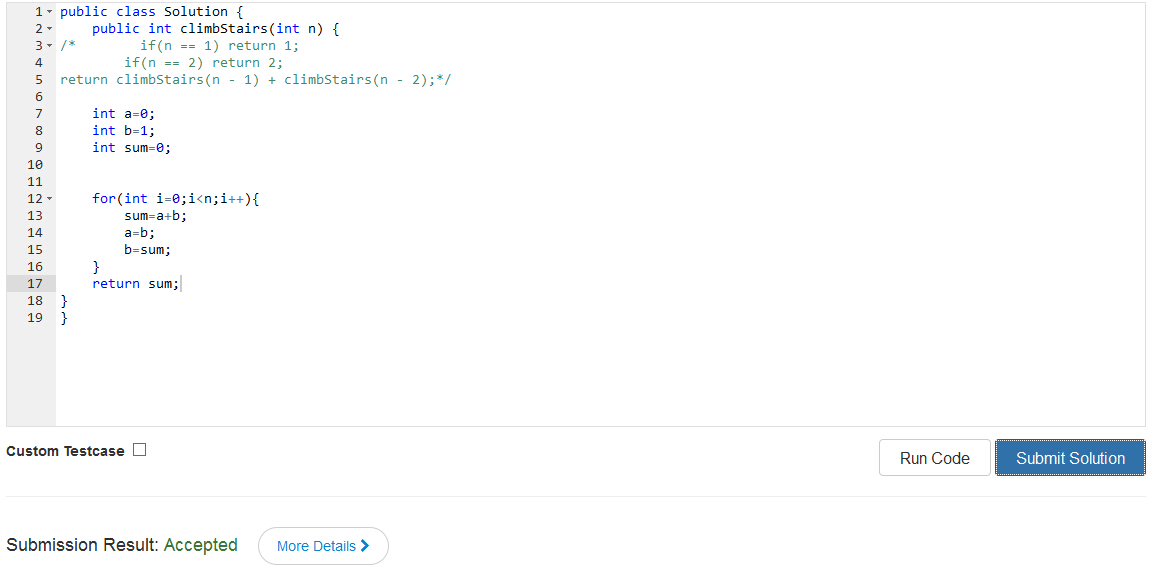 1 public class Solution {
2 public int climbStairs(int n) {
3 /* if(n == 1) return 1;
4 if(n == 2) return 2;
5 return climbStairs(n - 1) + climbStairs(n - 2);*/
6
7 int a=0;
8 int b=1;
9 int sum=0;
10
11
12 for(int i=0;i<n;i++){
13 sum=a+b;
14 a=b;
15 b=sum;
16 }
17 return sum;
18 }
19 }
Custom Testcase
Run Code Submit Solution
Submission Result: Accepted More Details